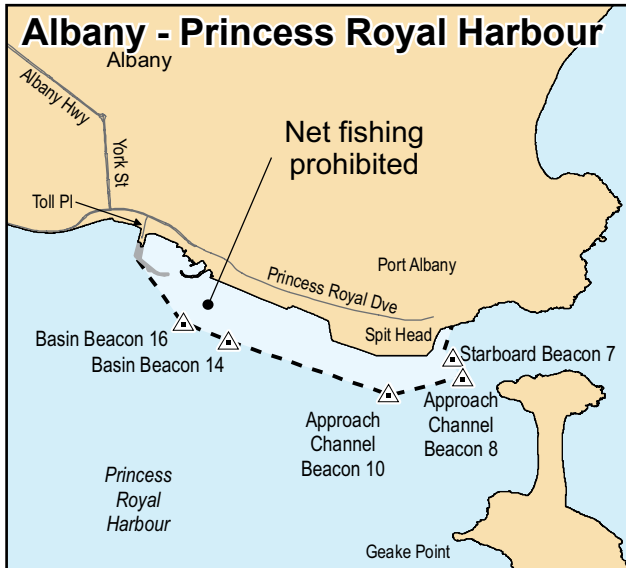 Albany - Princess Royal Harbour
Albany
Albany Hwy
York St
Net fishing
prohibited
Toll Pl
Port Albany
Princess Royal Dve
Spit Head
Basin Beacon 16
Basin Beacon 14
Starboard Beacon 7
Approach
Channel
Beacon 10
Approach
Channel
Beacon 8
Princess
Royal
Harbour
Geake Point